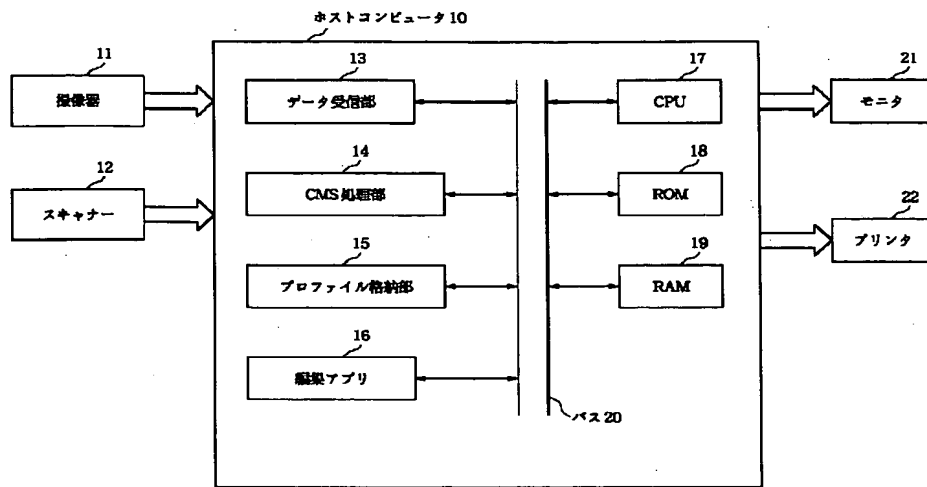 ホストコンピュータ10
11
撮像器
12
スキャナー
13
データ受信部
14
CMS処理部
15
プロファイル格納部
16
編集アプリ
17
CPU
18
ROM
19
RAM
バス20
21
モニタ
22
プリンタ